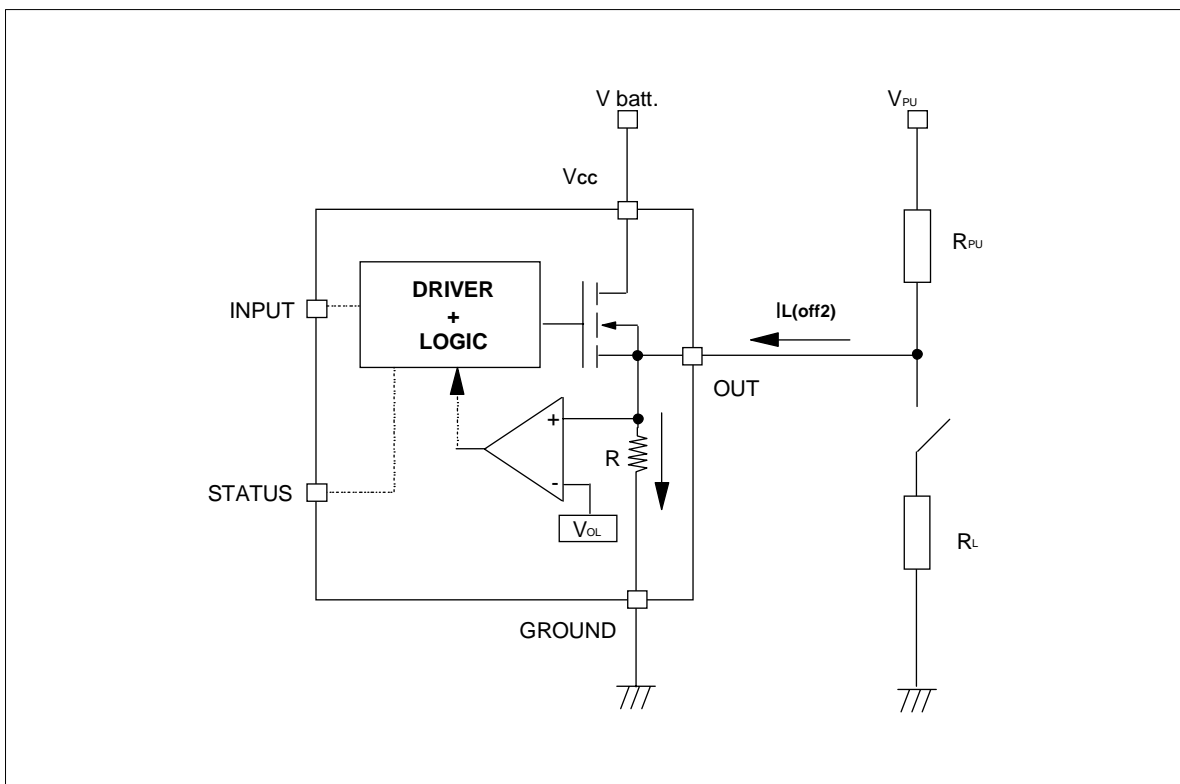 V batt.
VPU
Vcc
RPU
DRIVER
+
LOGIC
INPUT
IL(off2)
OUT
+
R
STATUS
-
VOL
RL
GROUND